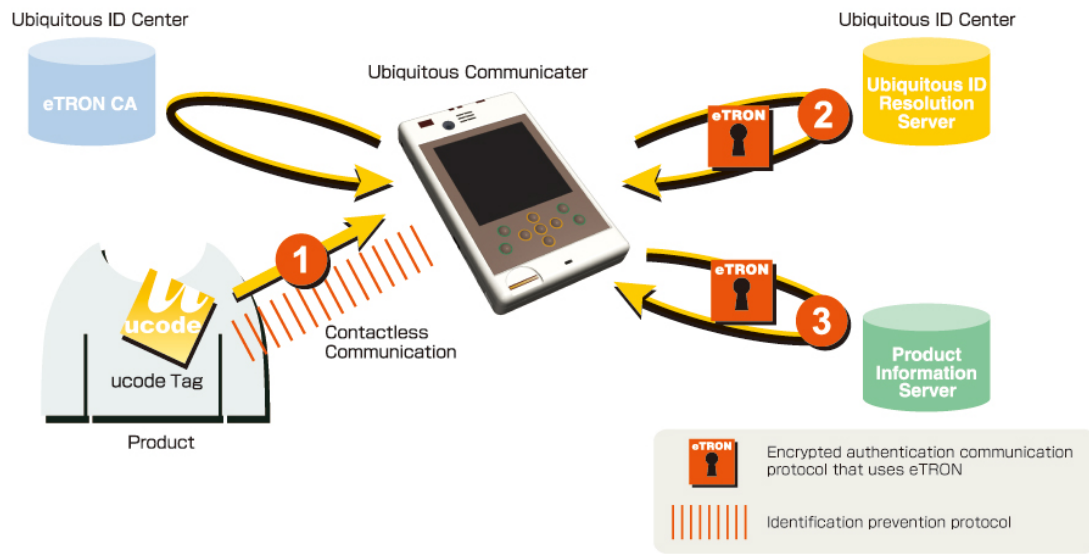 Ubiquitous ID Center
eTRON CA
Ubiquitous Communicater
Ubiquitous ID Center
Ubiquitous ID
Resolution
Server
eTRON
2
1
u
ucode
ucode Tag
Product
Contactless
Communication
eTRON
3
Product
Information
Server
eTRON
Encrypted authentication communication
protocol that uses eTRON
Identification prevention protocol